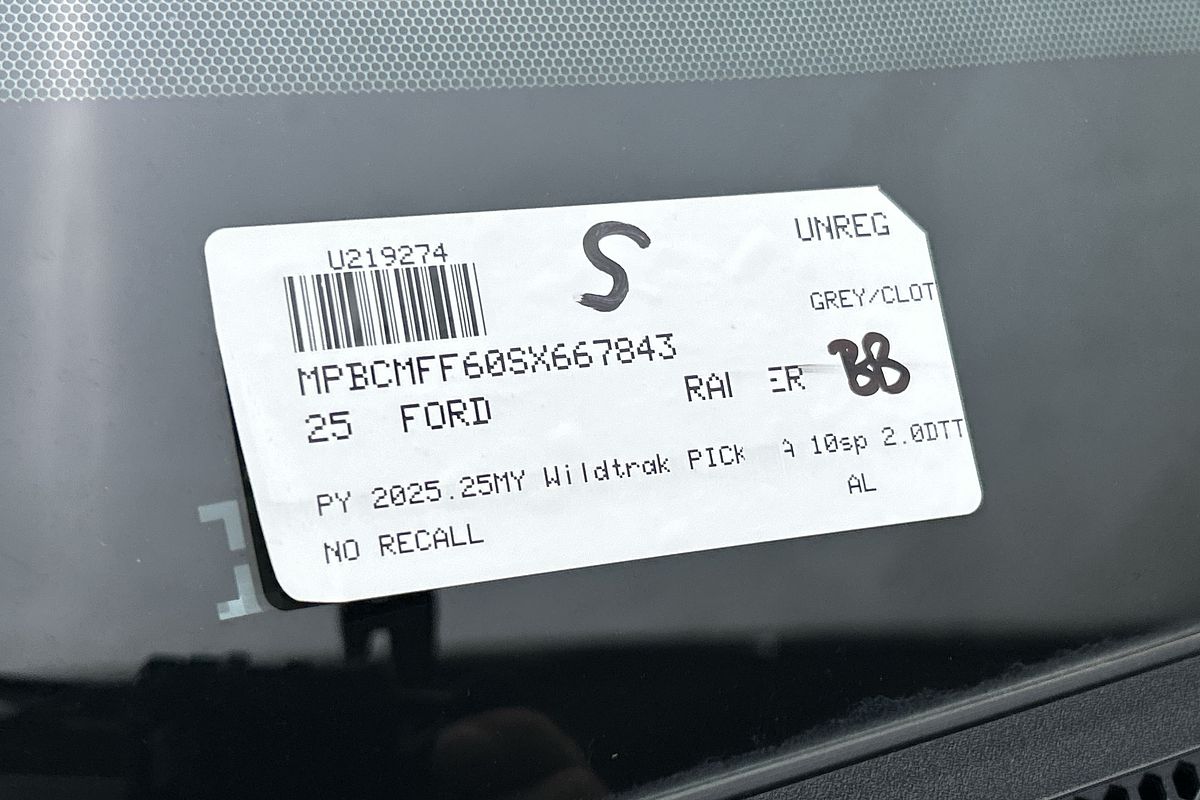 U219274
S
UNREG
GREY/CLOT
MPBCMFF60SX667843
BB
25 FORD
PY 2025.25MY Wildtrak PICK 10sp 2.0DTT
AL
NO RECALL